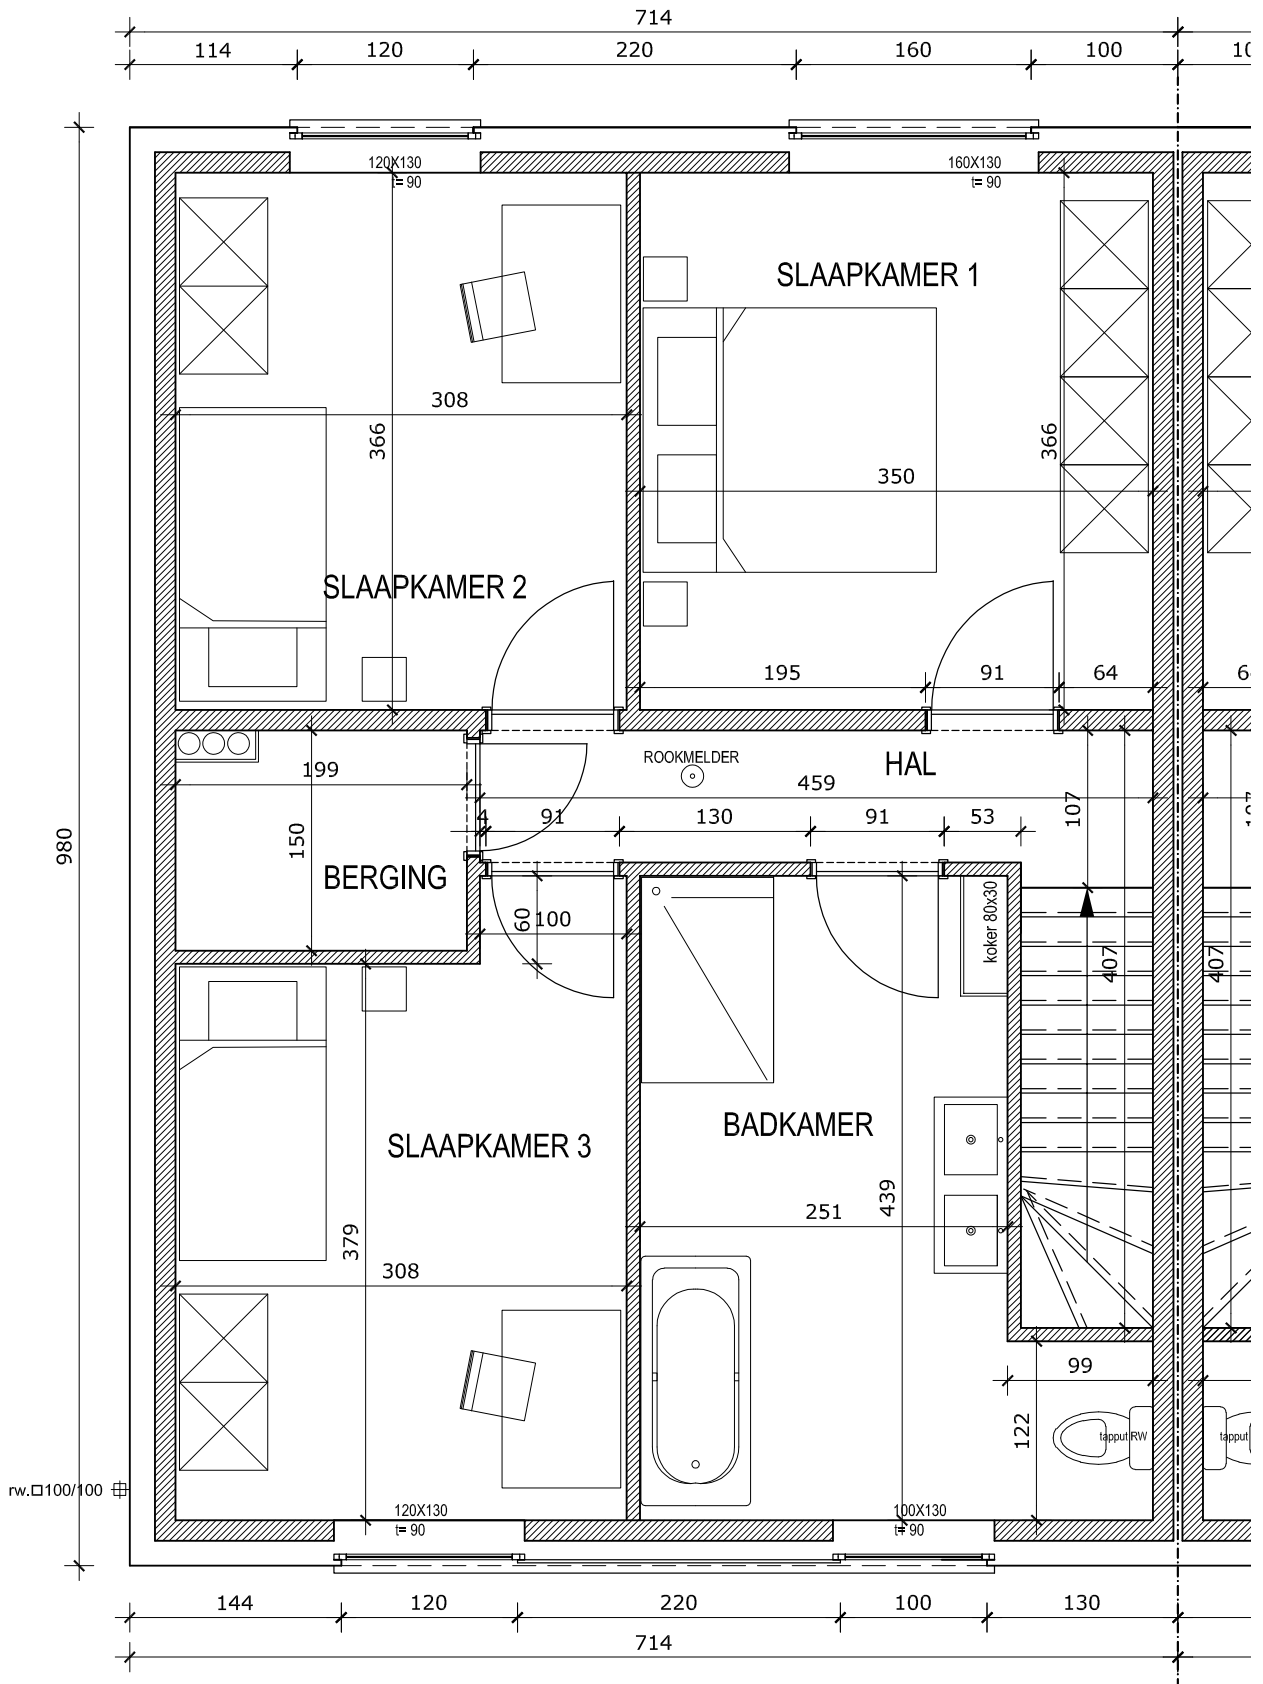 714
114 120 220 160 100
120X130
t= 90
160X130
t= 90
SLAAPKAMER 1
308
366
366
350
SLAAPKAMER 2
195 91 64
ROOKMELDER
HAL
199
459
107
4 91 130 91 53
150
980
BERGING
60 100
koker 80x30
407
407
BADKAMER
SLAAPKAMER 3
439
251
379
308
99
122
tapput RW
tapput
rw.□100/100
120X130
t= 90
100X130
t= 90
144 120 220 100 130
714